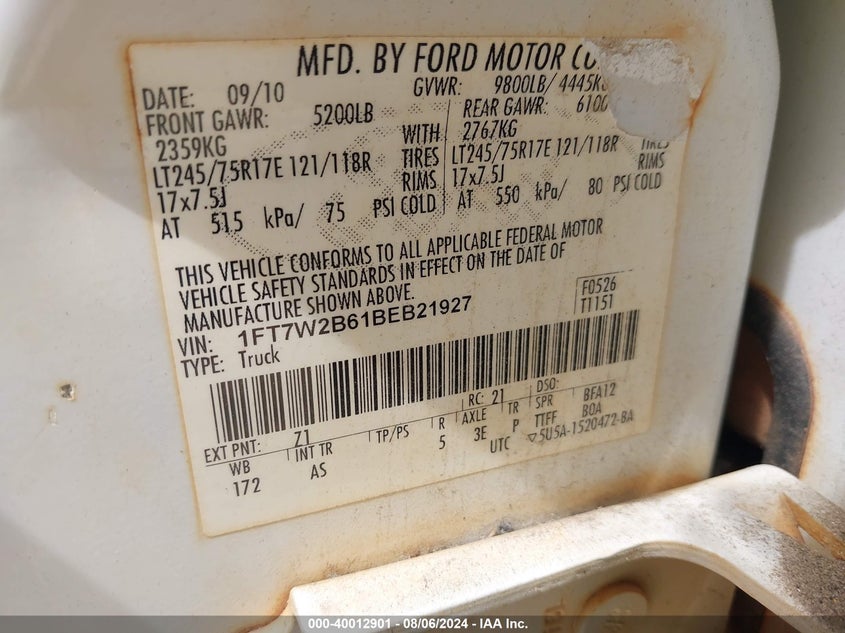 MFD. BY FORD MOTOR CO.
DATE: 09/10 GVWR: 9800LB/ 4445KG
FRONT GAWR: 5200LB REAR GAWR: 6100
2359KG WITH 2767KG
LT245/75R17E 121/118R TIRES LT245/75R17E 121/118R TIRES
17x7.5J RIMS 17x7.5J RIMS
AT 515 kPa/ 75 PSI COLD AT 550 kPa/ 80 PSI COLD
THIS VEHICLE CONFORMS TO ALL APPLICABLE FEDERAL MOTOR
VEHICLE SAFETY STANDARDS IN EFFECT ON THE DATE OF
MANUFACTURE SHOWN ABOVE.
F0526
T1151
VIN: 1FT7W2B61BEB21927
TYPE: Truck
EXT PNT: Z1 RC: 21 DSO:
WB INT TR TP/PS R AXLE TR SPR BFA12
172 AS 5 3E P TTFF BOA
UTC ▽5U5A-1520472-BA
000-40012901 - 08/06/2024 - IAA Inc.